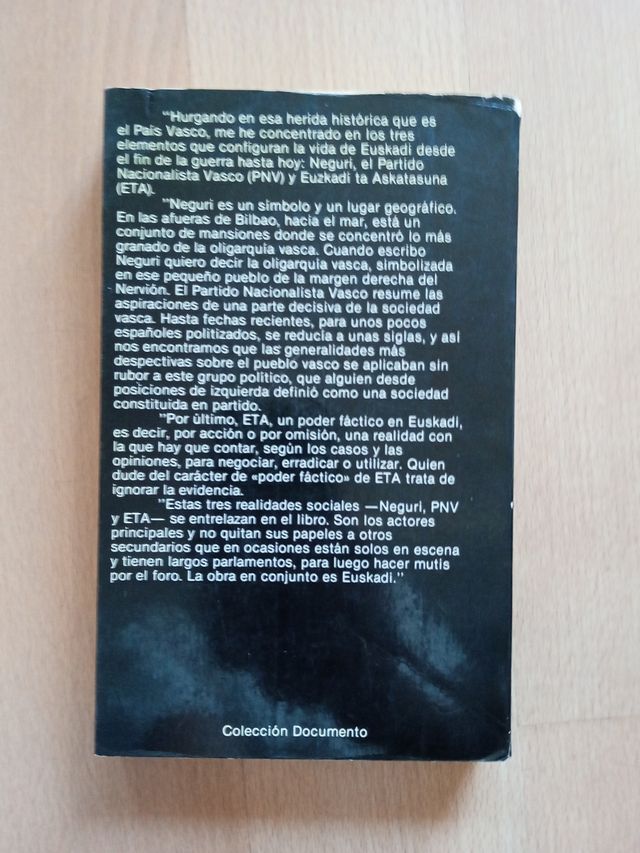 "Hurgando en esa herida histórica que es
el País Vasco, me he concentrado en los tres
elementos que configuran la vida de Euskadi desde
el fin de la guerra hasta hoy: Neguri, el Partido
Nacionalista Vasco (PNV) y Euzkadi ta Askatasuna
(ETA).
"Neguri es un símbolo y un lugar geográfico.
En las afueras de Bilbao, hacia el mar, está un
conjunto de mansiones donde se concentró lo más
granado de la oligarquía vasca. Cuando escribo
Neguri quiero decir la oligarquía vasca, simbolizada
en ese pequeño pueblo de la margen derecha del
Nervión. El Partido Nacionalista Vasco resume las
aspiraciones de una parte decisiva de la sociedad
vasca. Hasta fechas recientes, para unos pocos
españoles politizados, se reducía a unas siglas, y así
nos encontramos que las generalidades más
despectivas sobre el pueblo vasco se aplicaban sin
rubor a este grupo político, que alguien desde
posiciones de izquierda definió como una sociedad
constituida en partido.
"Por último, ETA, un poder fáctico en Euskadi,
es decir, por acción o por omisión, una realidad con
la que hay que contar, según los casos y las
opiniones, para negociar, erradicar o utilizar. Quien
dude del carácter de «poder fáctico» de ETA trata de
ignorar la evidencia.
"Estas tres realidades sociales —Neguri, PNV
y ETA— se entrelazan en el libro. Son los actores
principales y no quitan sus papeles a otros
secundarios que en ocasiones están solos en escena
y tienen largos parlamentos, para luego hacer mutis
por el foro. La obra en conjunto es Euskadi."
Colección Documento